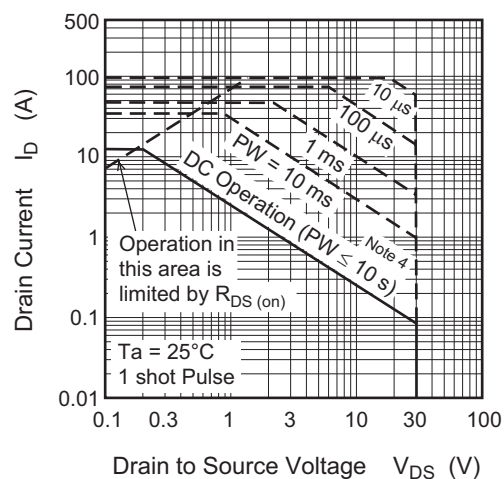 500
100
10
1
0.1
0.01
Drain Current   I_D   (A)
10 μs
100 μs
1 ms
PW = 10 ms
DC Operation (PW ≤ 10 s)
Note 4
Operation in
this area is
limited by R_DS (on)
Ta = 25°C
1 shot Pulse
0.1 0.3 1 3 10 30 100
Drain to Source Voltage   V_DS   (V)